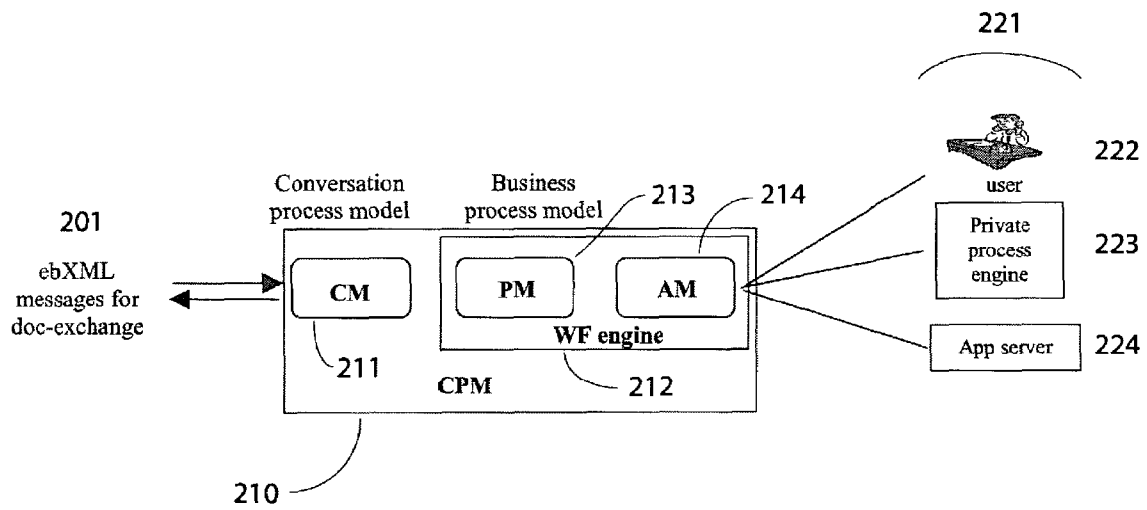 221
222
user
Conversation
process model
Business
process model
213
214
201
ebXML
messages for
doc-exchange
CM
PM
AM
WF engine
Private
process
engine
223
App server
224
211
CPM
212
210